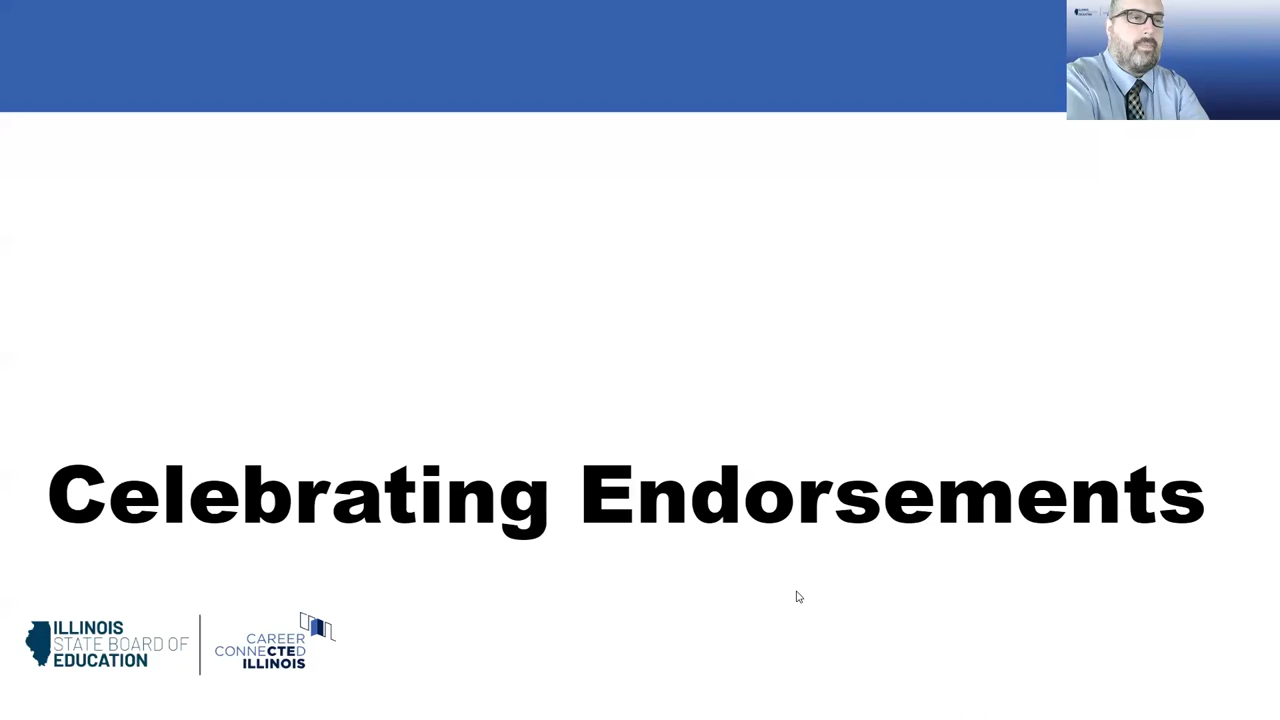 Celebrating Endorsements
ILLINOIS
STATE BOARD OF
EDUCATION
CAREER
CONNECTED
ILLINOIS